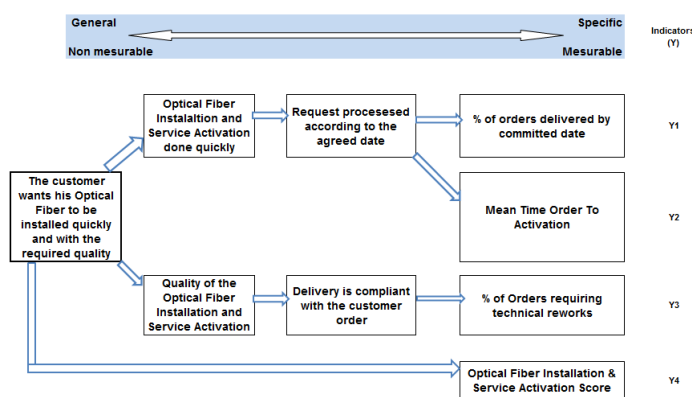 General
Specific
Indicators
(Y)
Non mesurable
Mesurable
Optical Fiber
Instalaltion and
Service Activation
done quickly
Request procesesed
according to the
agreed date
% of orders delivered by
committed date
Y1
The customer
wants his Optical
Fiber to be
installed quickly
and with the
required quality
Mean Time Order To
Activation
Y2
Quality of the
Optical Fiber
Installation and
Service Activation
Delivery is compliant
with the customer
order
% of Orders requiring
technical reworks
Y3
Optical Fiber Installation &
Service Activation Score
Y4